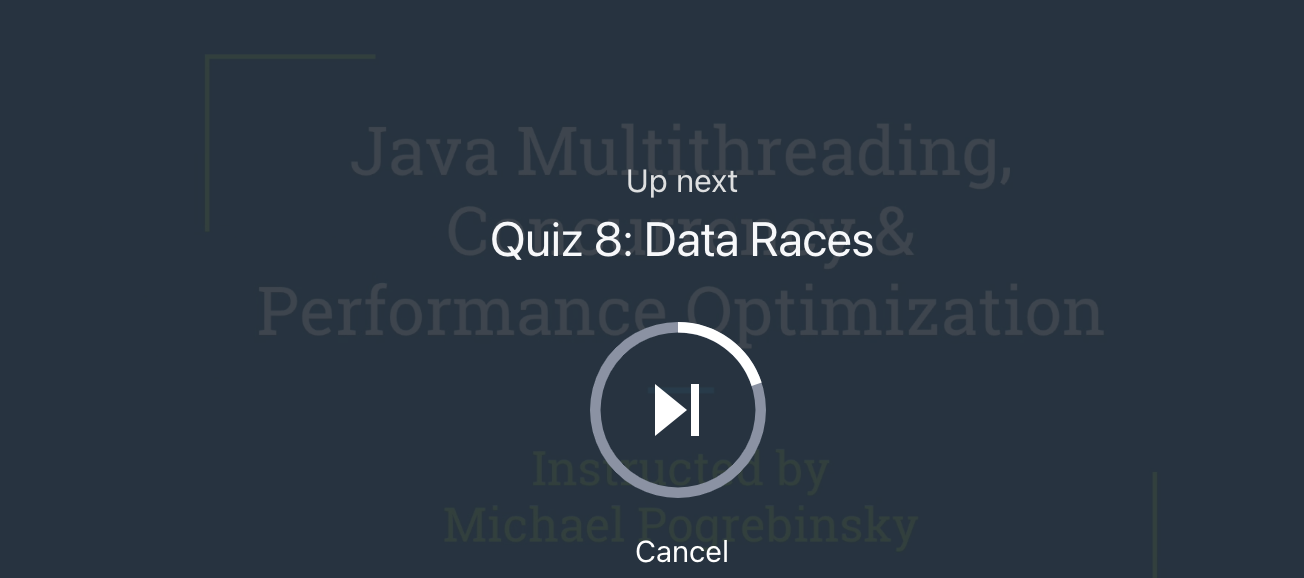 Java Multithreading,
Up next
Concurrency &
Quiz 8: Data Races
Performance Optimization
Instructed by
Michael Pogrebinsky
Cancel